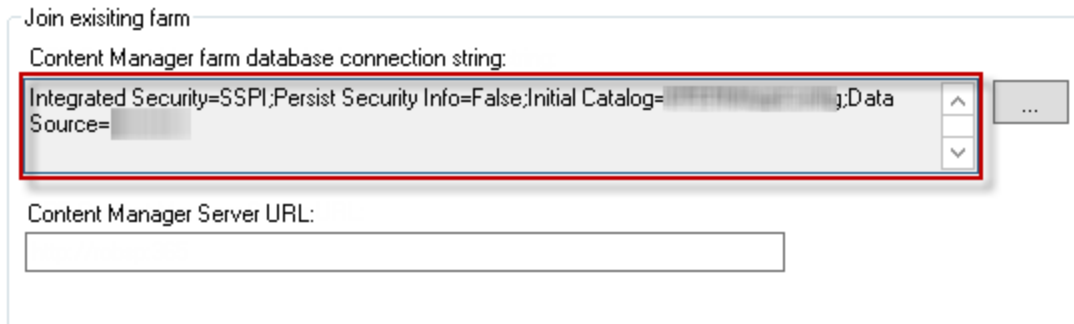 Join exisiting farm
Content Manager farm database connection string:
Integrated Security=SSPI;Persist Security Info=False;Initial Catalog= g;Data
Source=
...
Content Manager Server URL: